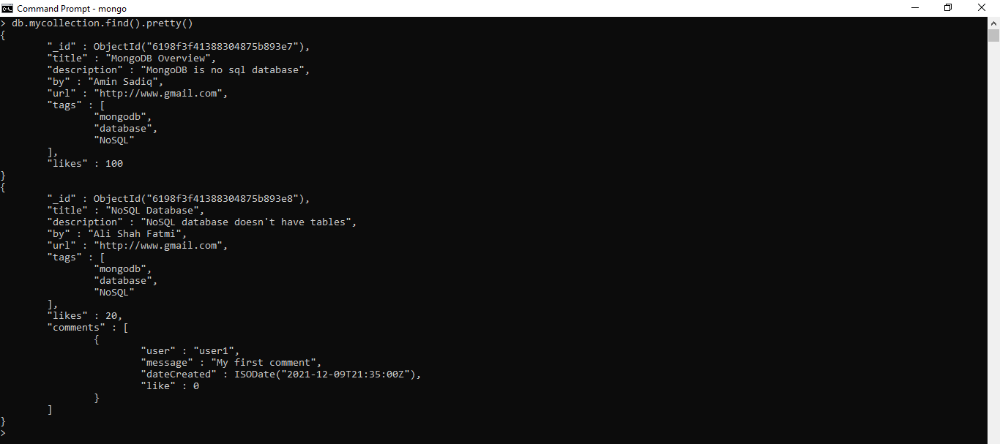 Command Prompt - mongo
> db.mycollection.find().pretty()
{
        "_id" : ObjectId("6198f3f41388304875b893e7"),
        "title" : "MongoDB Overview",
        "description" : "MongoDB is no sql database",
        "by" : "Amin Sadiq",
        "url" : "http://www.gmail.com",
        "tags" : [
                "mongodb",
                "database",
                "NoSQL"
        ],
        "likes" : 100
}
{
        "_id" : ObjectId("6198f3f41388304875b893e8"),
        "title" : "NoSQL Database",
        "description" : "NoSQL database doesn't have tables",
        "by" : "Ali Shah Fatmi",
        "url" : "http://www.gmail.com",
        "tags" : [
                "mongodb",
                "database",
                "NoSQL"
        ],
        "likes" : 20,
        "comments" : [
                {
                        "user" : "user1",
                        "message" : "My first comment",
                        "dateCreated" : ISODate("2021-12-09T21:35:00Z"),
                        "like" : 0
                }
        ]
}
>